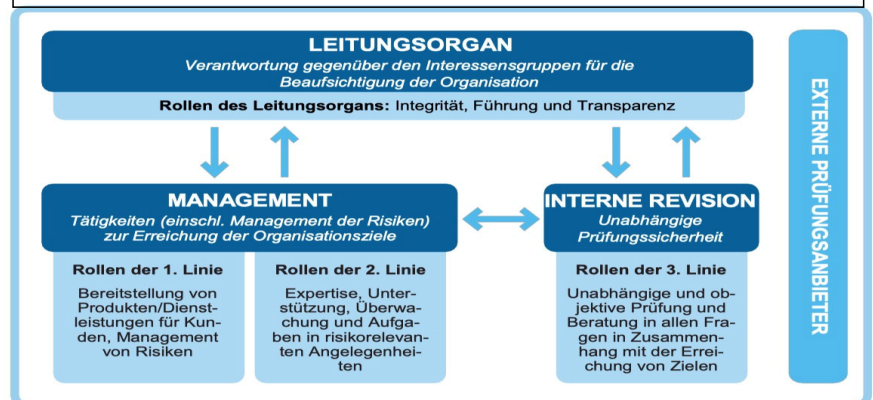 LEITUNGSORGAN
Verantwortung gegenüber den Interessensgruppen für die
Beaufsichtigung der Organisation
Rollen des Leitungsorgans: Integrität, Führung und Transparenz
MANAGEMENT
Tätigkeiten (einschl. Management der Risiken)
zur Erreichung der Organisationsziele
Rollen der 1. Linie
Bereitstellung von
Produkten/Dienst-
leistungen für Kun-
den, Management
von Risiken
Rollen der 2. Linie
Expertise, Unter-
stützung, Überwa-
chung und Aufga-
ben in risikorelevan-
ten Angelegenhei-
ten
INTERNE REVISION
Unabhängige
Prüfungssicherheit
Rollen der 3. Linie
Unabhängige und ob-
jektive Prüfung und
Beratung in allen Fra-
gen in Zusammen-
hang mit der Errei-
chung von Zielen
EXTERNE PRÜFUNGSANBIETER